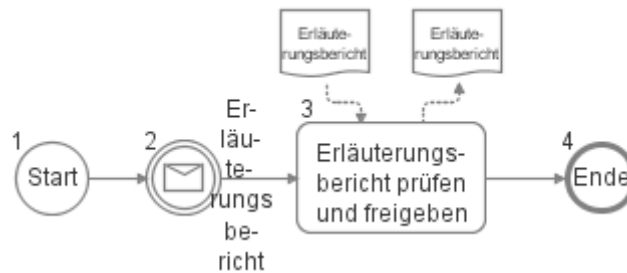 Erläute-
rungsbericht
Erläute-
rungsbericht
1
Start
2
Er-
läu-
te-
rungs
be-
richt
3
Erläuterungs-
bericht prüfen
und freigeben
4
Ende